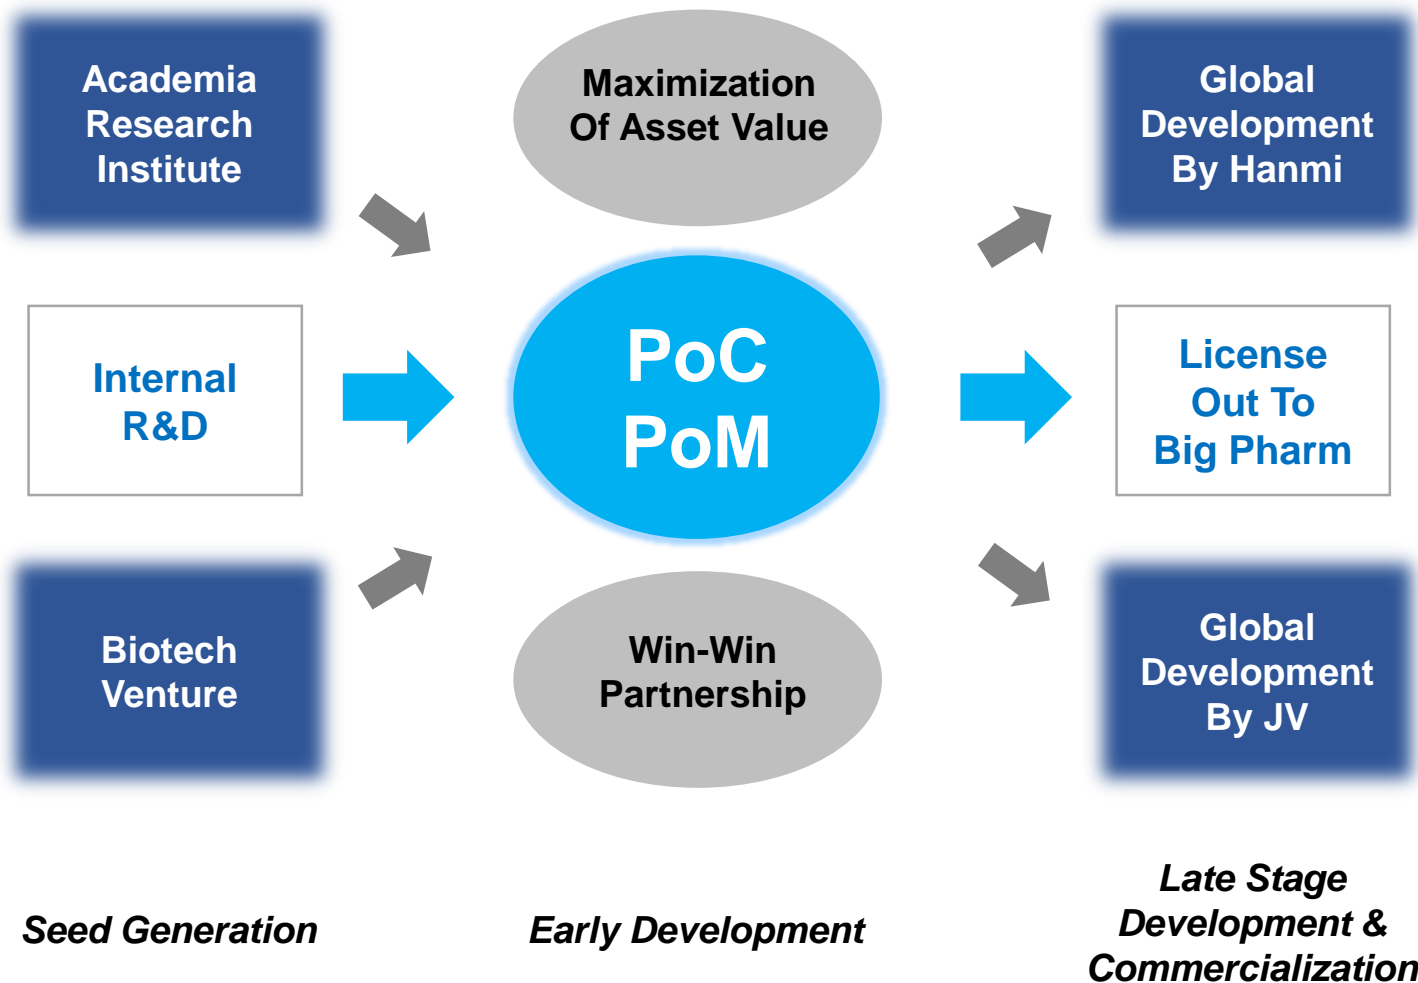 Academia
Research
Institute
Maximization
Of Asset Value
Global
Development
By Hanmi
Internal
R&D
PoC
PoM
License
Out To
Big Pharm
Biotech
Venture
Win-Win
Partnership
Global
Development
By JV
Seed Generation
Early Development
Late Stage
Development &
Commercialization